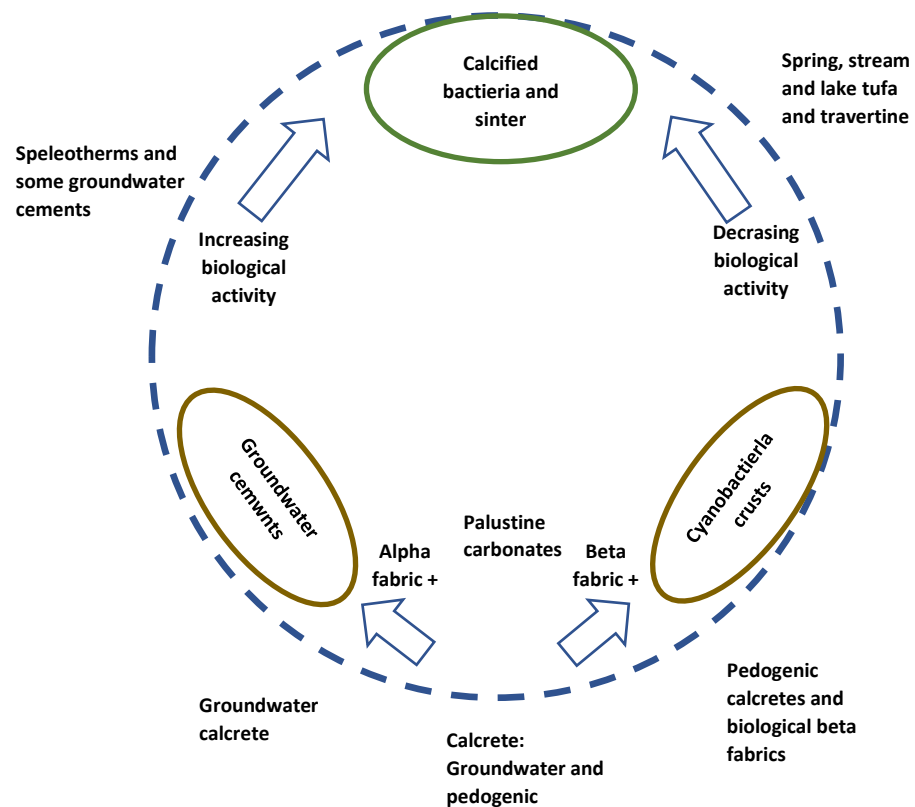 Calcified
bactieria and
sinter
Spring, stream
and lake tufa
and travertine
Speleotherms and
some groundwater
cements
Increasing
biological
activity
Decrasing
biological
activity
Groundwater
cemwnts
Cyanobactierla
crusts
Palustine
carbonates
Alpha
fabric +
Beta
fabric +
Groundwater
calcrete
Calcrete:
Groundwater and
pedogenic
Pedogenic
calcretes and
biological beta
fabrics